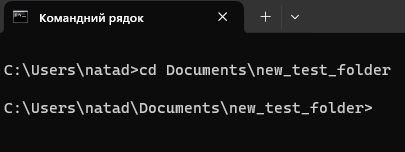 Командний рядок
C:\Users\natad>cd Documents\new_test_folder
C:\Users\natad\Documents\new_test_folder>